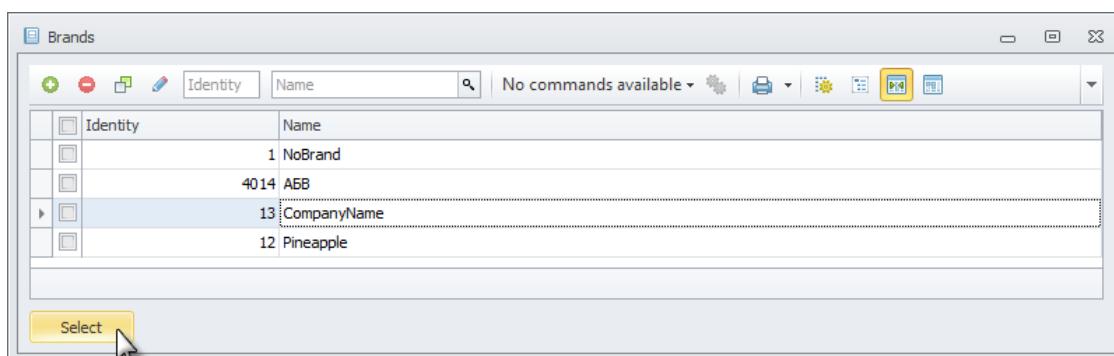 Brands
Identity Name No commands available
Identity Name
1 NoBrand
4014 АБВ
13 CompanyName
12 Pineapple
Select